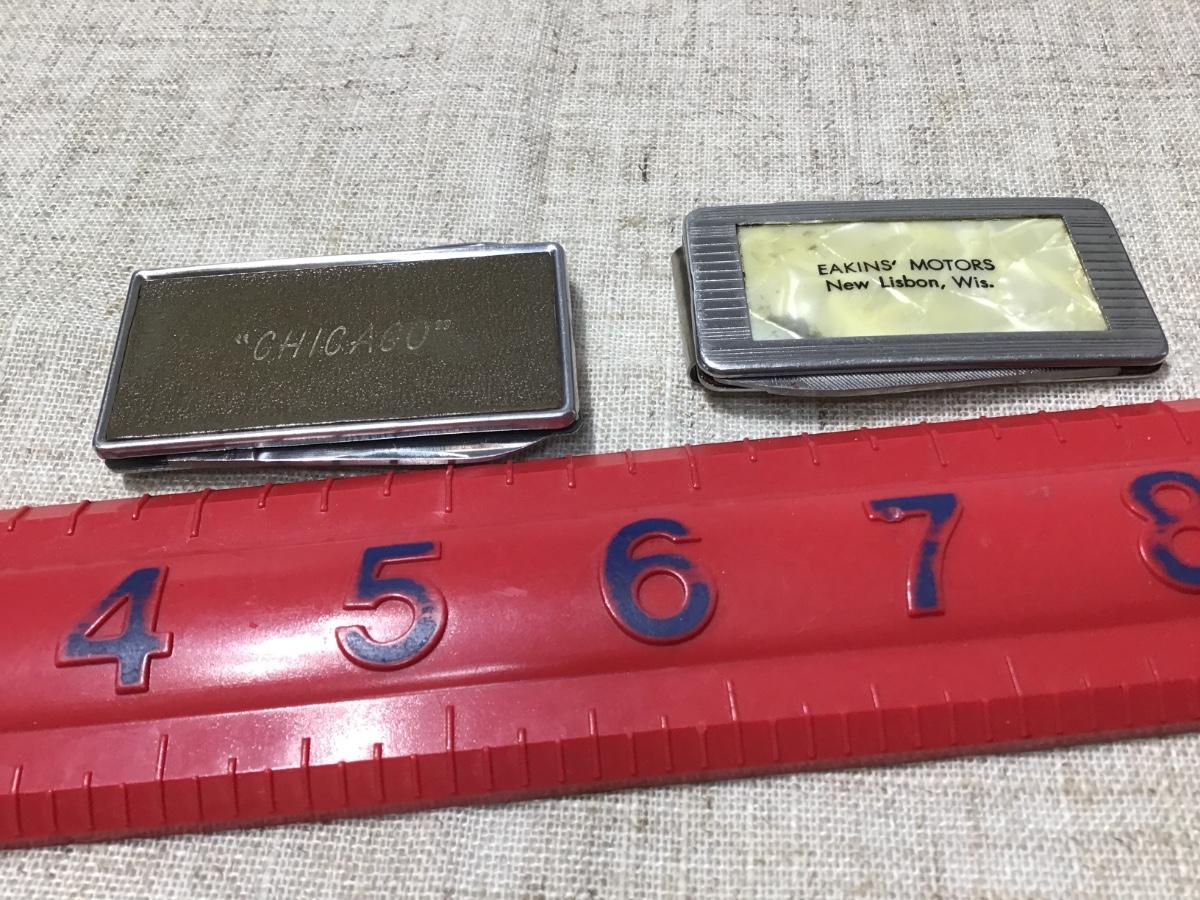 "CHICAGO"
EAKINS' MOTORS
New Lisbon, Wis.
4 5 6 7 8